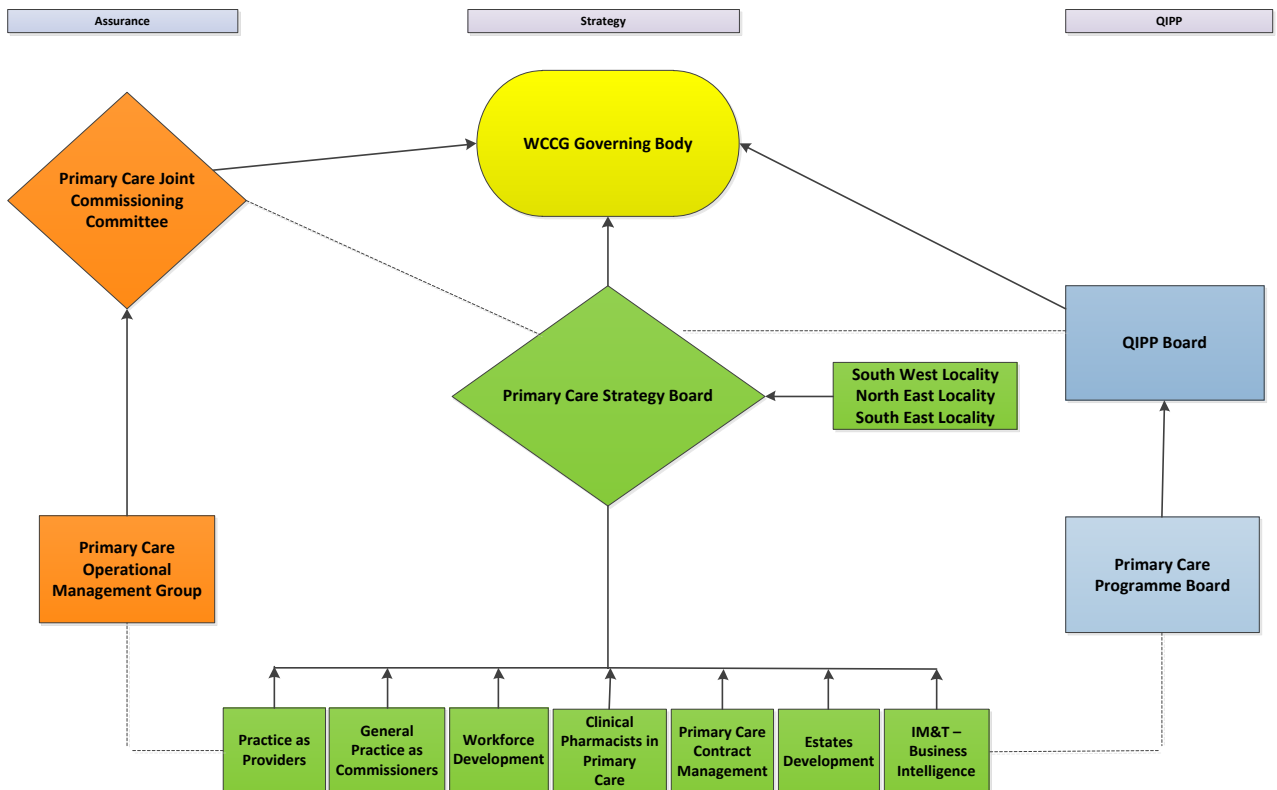 Assurance
Strategy
QIPP
WCCG Governing Body
Primary Care Joint
Commissioning
Committee
QIPP Board
Primary Care Strategy Board
South West Locality
North East Locality
South East Locality
Primary Care
Operational
Management Group
Primary Care
Programme Board
Practice as
Providers
General
Practice as
Commissioners
Workforce
Development
Clinical
Pharmacists in
Primary
Care
Primary Care
Contract
Management
Estates
Development
IM&T –
Business
Intelligence